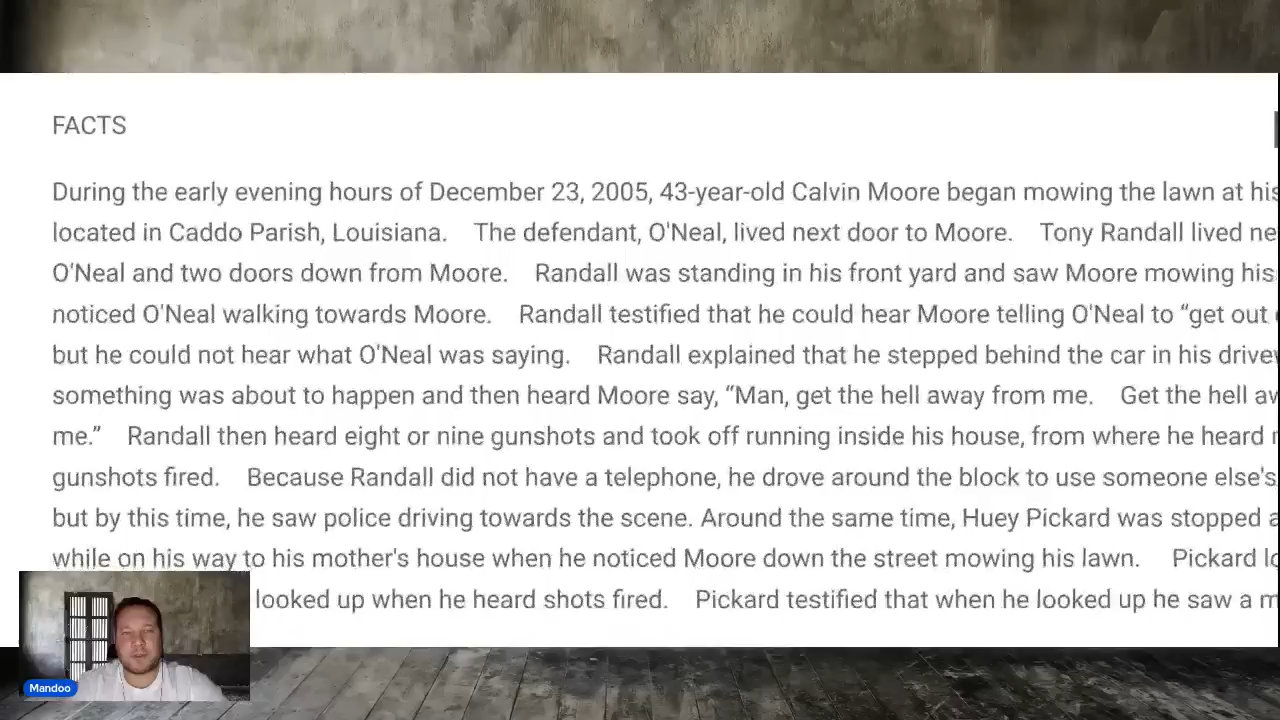 FACTS
During the early evening hours of December 23, 2005, 43-year-old Calvin Moore began mowing the lawn at his
located in Caddo Parish, Louisiana. The defendant, O'Neal, lived next door to Moore. Tony Randall lived ne
O'Neal and two doors down from Moore. Randall was standing in his front yard and saw Moore mowing his
noticed O'Neal walking towards Moore. Randall testified that he could hear Moore telling O'Neal to “get out
but he could not hear what O'Neal was saying. Randall explained that he stepped behind the car in his drive
something was about to happen and then heard Moore say, “Man, get the hell away from me. Get the hell aw
me.” Randall then heard eight or nine gunshots and took off running inside his house, from where he heard
gunshots fired. Because Randall did not have a telephone, he drove around the block to use someone else's
but by this time, he saw police driving towards the scene. Around the same time, Huey Pickard was stopped a
while on his way to his mother's house when he noticed Moore down the street mowing his lawn. Pickard lo
looked up when he heard shots fired. Pickard testified that when he looked up he saw a m
Mandoo